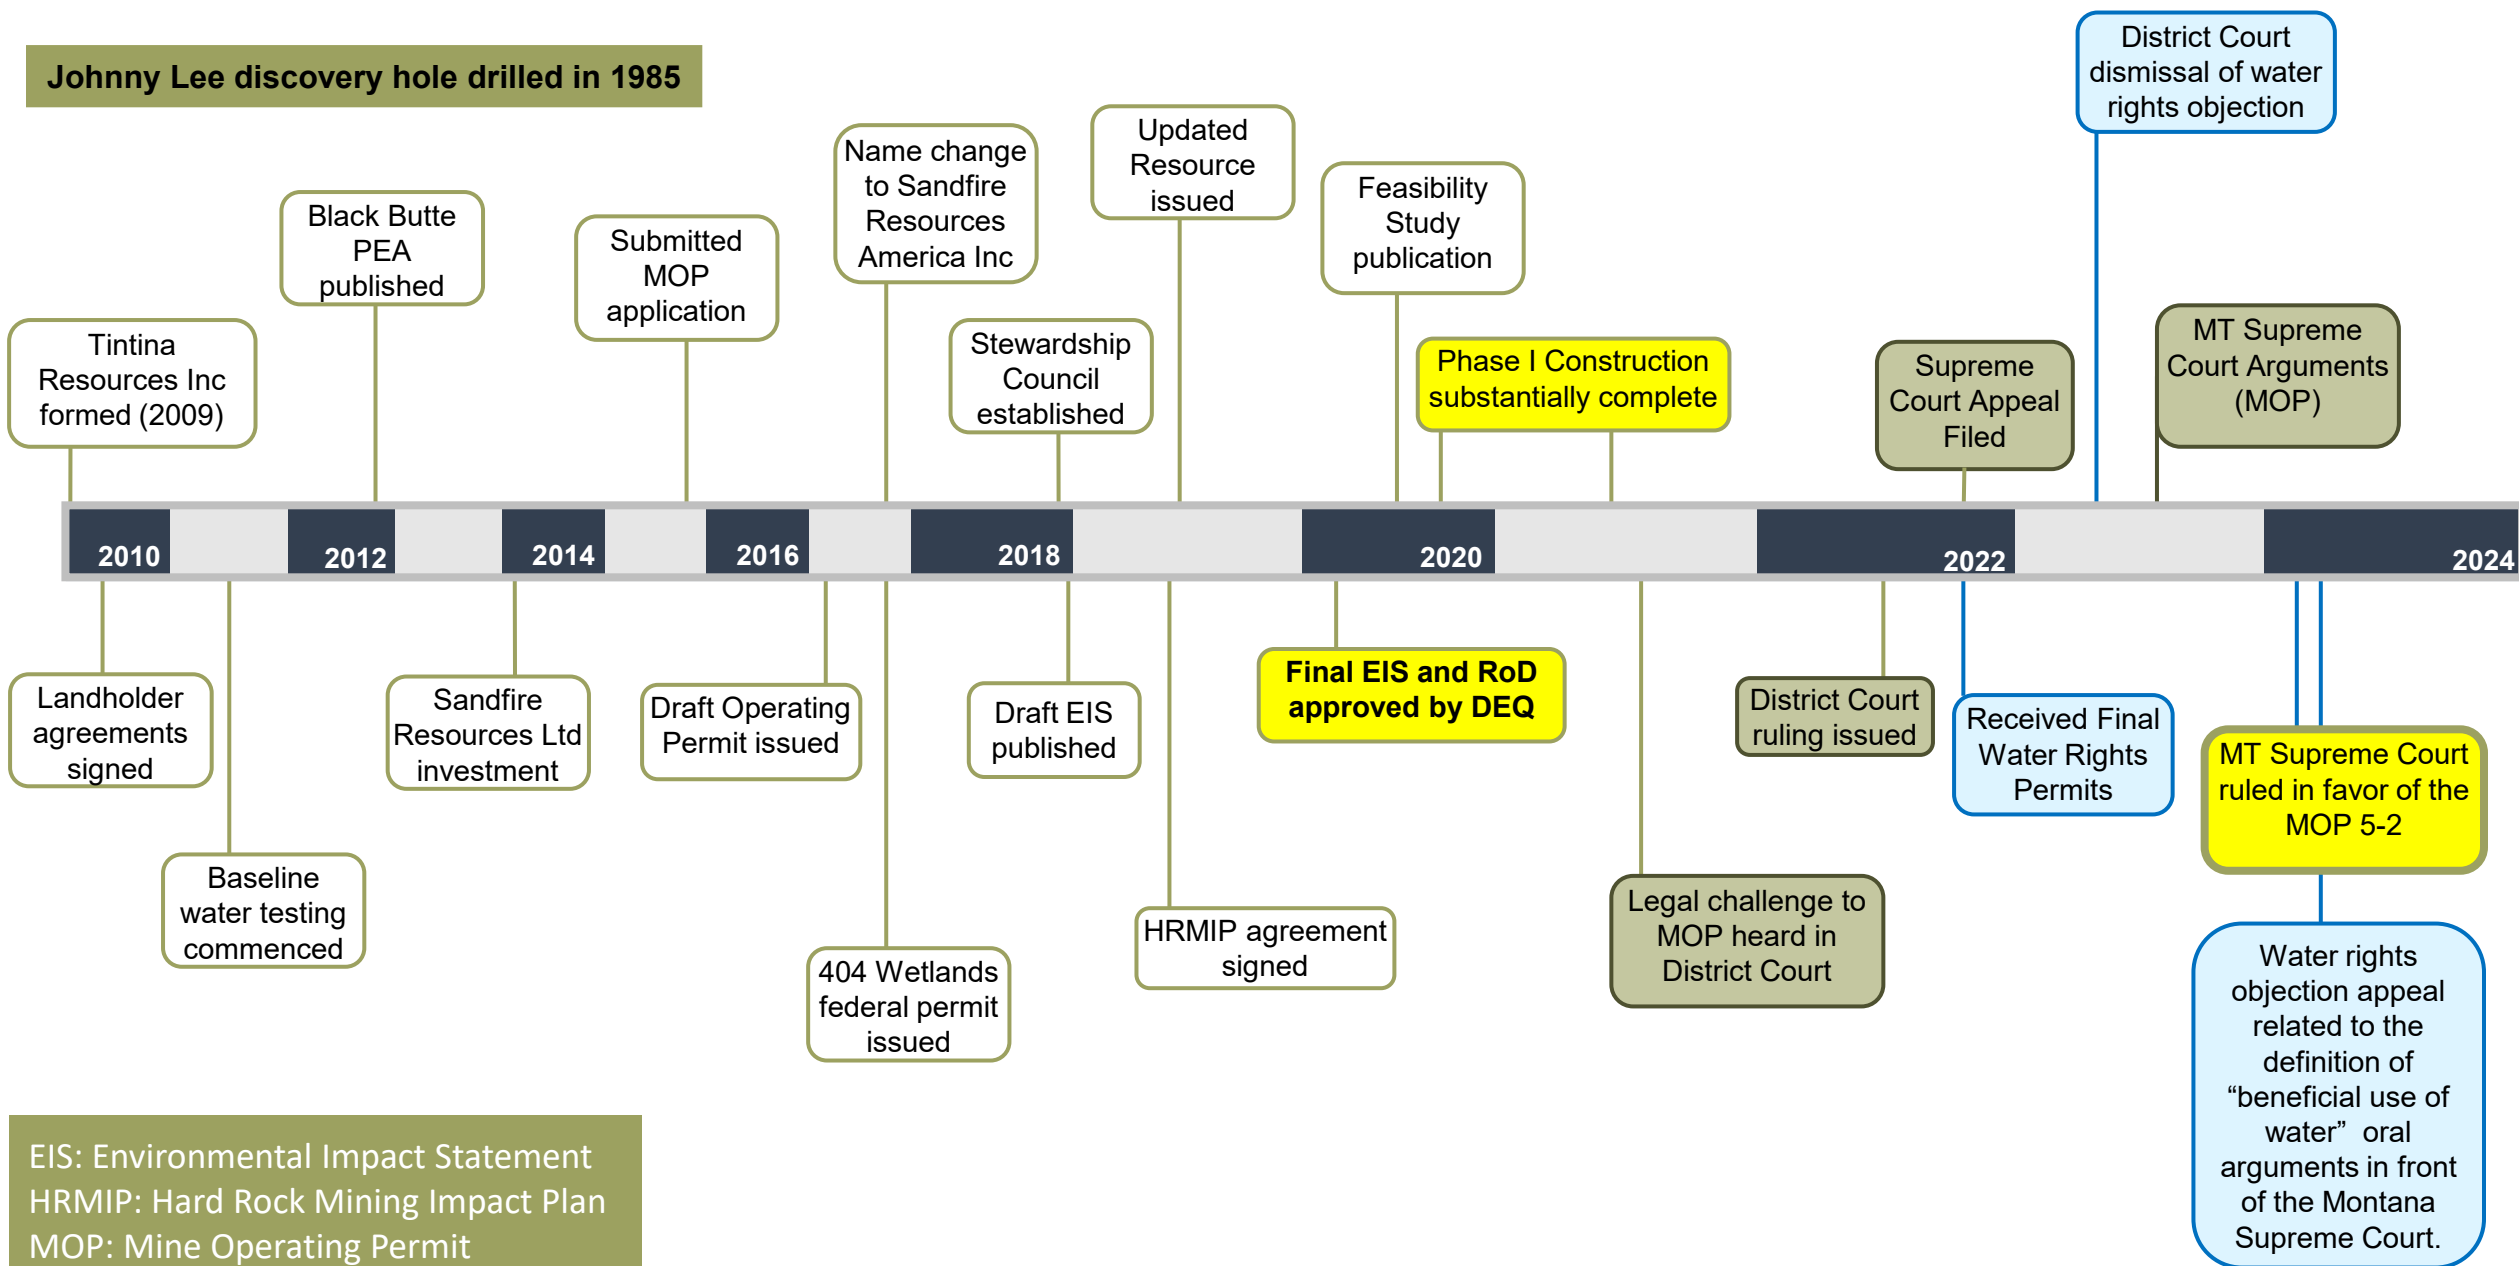 Johnny Lee discovery hole drilled in 1985
Tintina
Resources Inc
formed (2009)
Black Butte
PEA
published
Submitted
MOP
application
Name change
to Sandfire
Resources
America Inc
Stewardship
Council
established
Updated
Resource
issued
Feasibility
Study
publication
Phase I Construction
substantially complete
Supreme
Court Appeal
Filed
District Court
dismissal of water
rights objection
MT Supreme
Court Arguments
(MOP)
2010
2012
2014
2016
2018
2020
2022
2024
Landholder
agreements
signed
Baseline
water testing
commenced
Sandfire
Resources Ltd
investment
Draft Operating
Permit issued
404 Wetlands
federal permit
issued
Draft EIS
published
HRMIP agreement
signed
Final EIS and RoD
approved by DEQ
Legal challenge to
MOP heard in
District Court
District Court
ruling issued
Received Final
Water Rights
Permits
MT Supreme Court
ruled in favor of the
MOP 5-2
Water rights
objection appeal
related to the
definition of
“beneficial use of
water” oral
arguments in front
of the Montana
Supreme Court.
EIS: Environmental Impact Statement
HRMIP: Hard Rock Mining Impact Plan
MOP: Mine Operating Permit